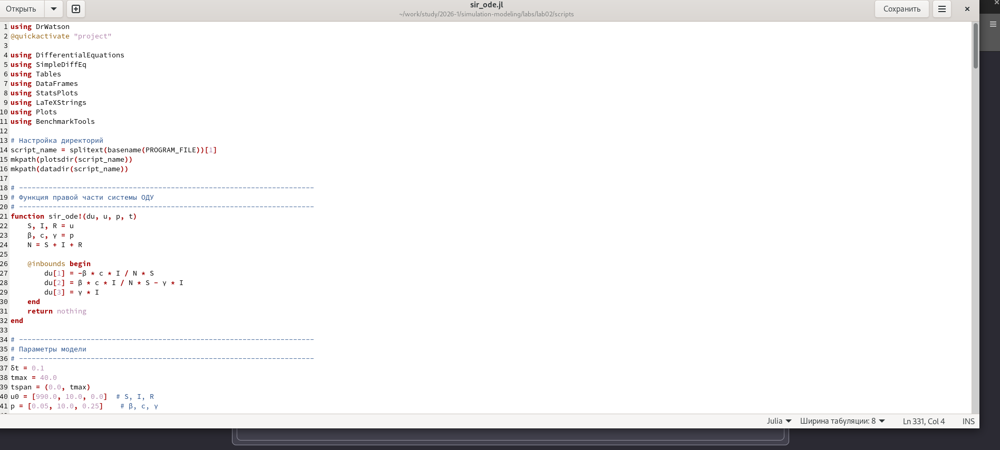 Открыть
sir_ode.jl
~/work/study/2026-1/simulation-modeling/labs/lab02/scripts
Сохранить
1 using DrWatson
2 @quickactivate "project"
3
4 using DifferentialEquations
5 using SimpleDiffEq
6 using Tables
7 using DataFrames
8 using StatsPlots
9 using LaTeXStrings
10 using Plots
11 using BenchmarkTools
12
13 # Настройка директорий
14 script_name = splitext(basename(PROGRAM_FILE))[1]
15 mkpath(plotsdir(script_name))
16 mkpath(datadir(script_name))
17
18 # ----------------------------------------------------------------------
19 # Функция правой части системы ОДУ
20 # ----------------------------------------------------------------------
21 function sir_ode!(du, u, p, t)
22     S, I, R = u
23     β, c, γ = p
24     N = S + I + R
25
26     @inbounds begin
27         du[1] = -β * c * I / N * S
28         du[2] = β * c * I / N * S - γ * I
29         du[3] = γ * I
30     end
31     return nothing
32 end
33
34 # ----------------------------------------------------------------------
35 # Параметры модели
36 # ----------------------------------------------------------------------
37 δt = 0.1
38 tmax = 40.0
39 tspan = (0.0, tmax)
40 u0 = [990.0, 10.0, 0.0]  # S, I, R
41 p = [0.05, 10.0, 0.25]    # β, c, γ
Julia Ширина табуляции: 8 Ln 331, Col 4 INS